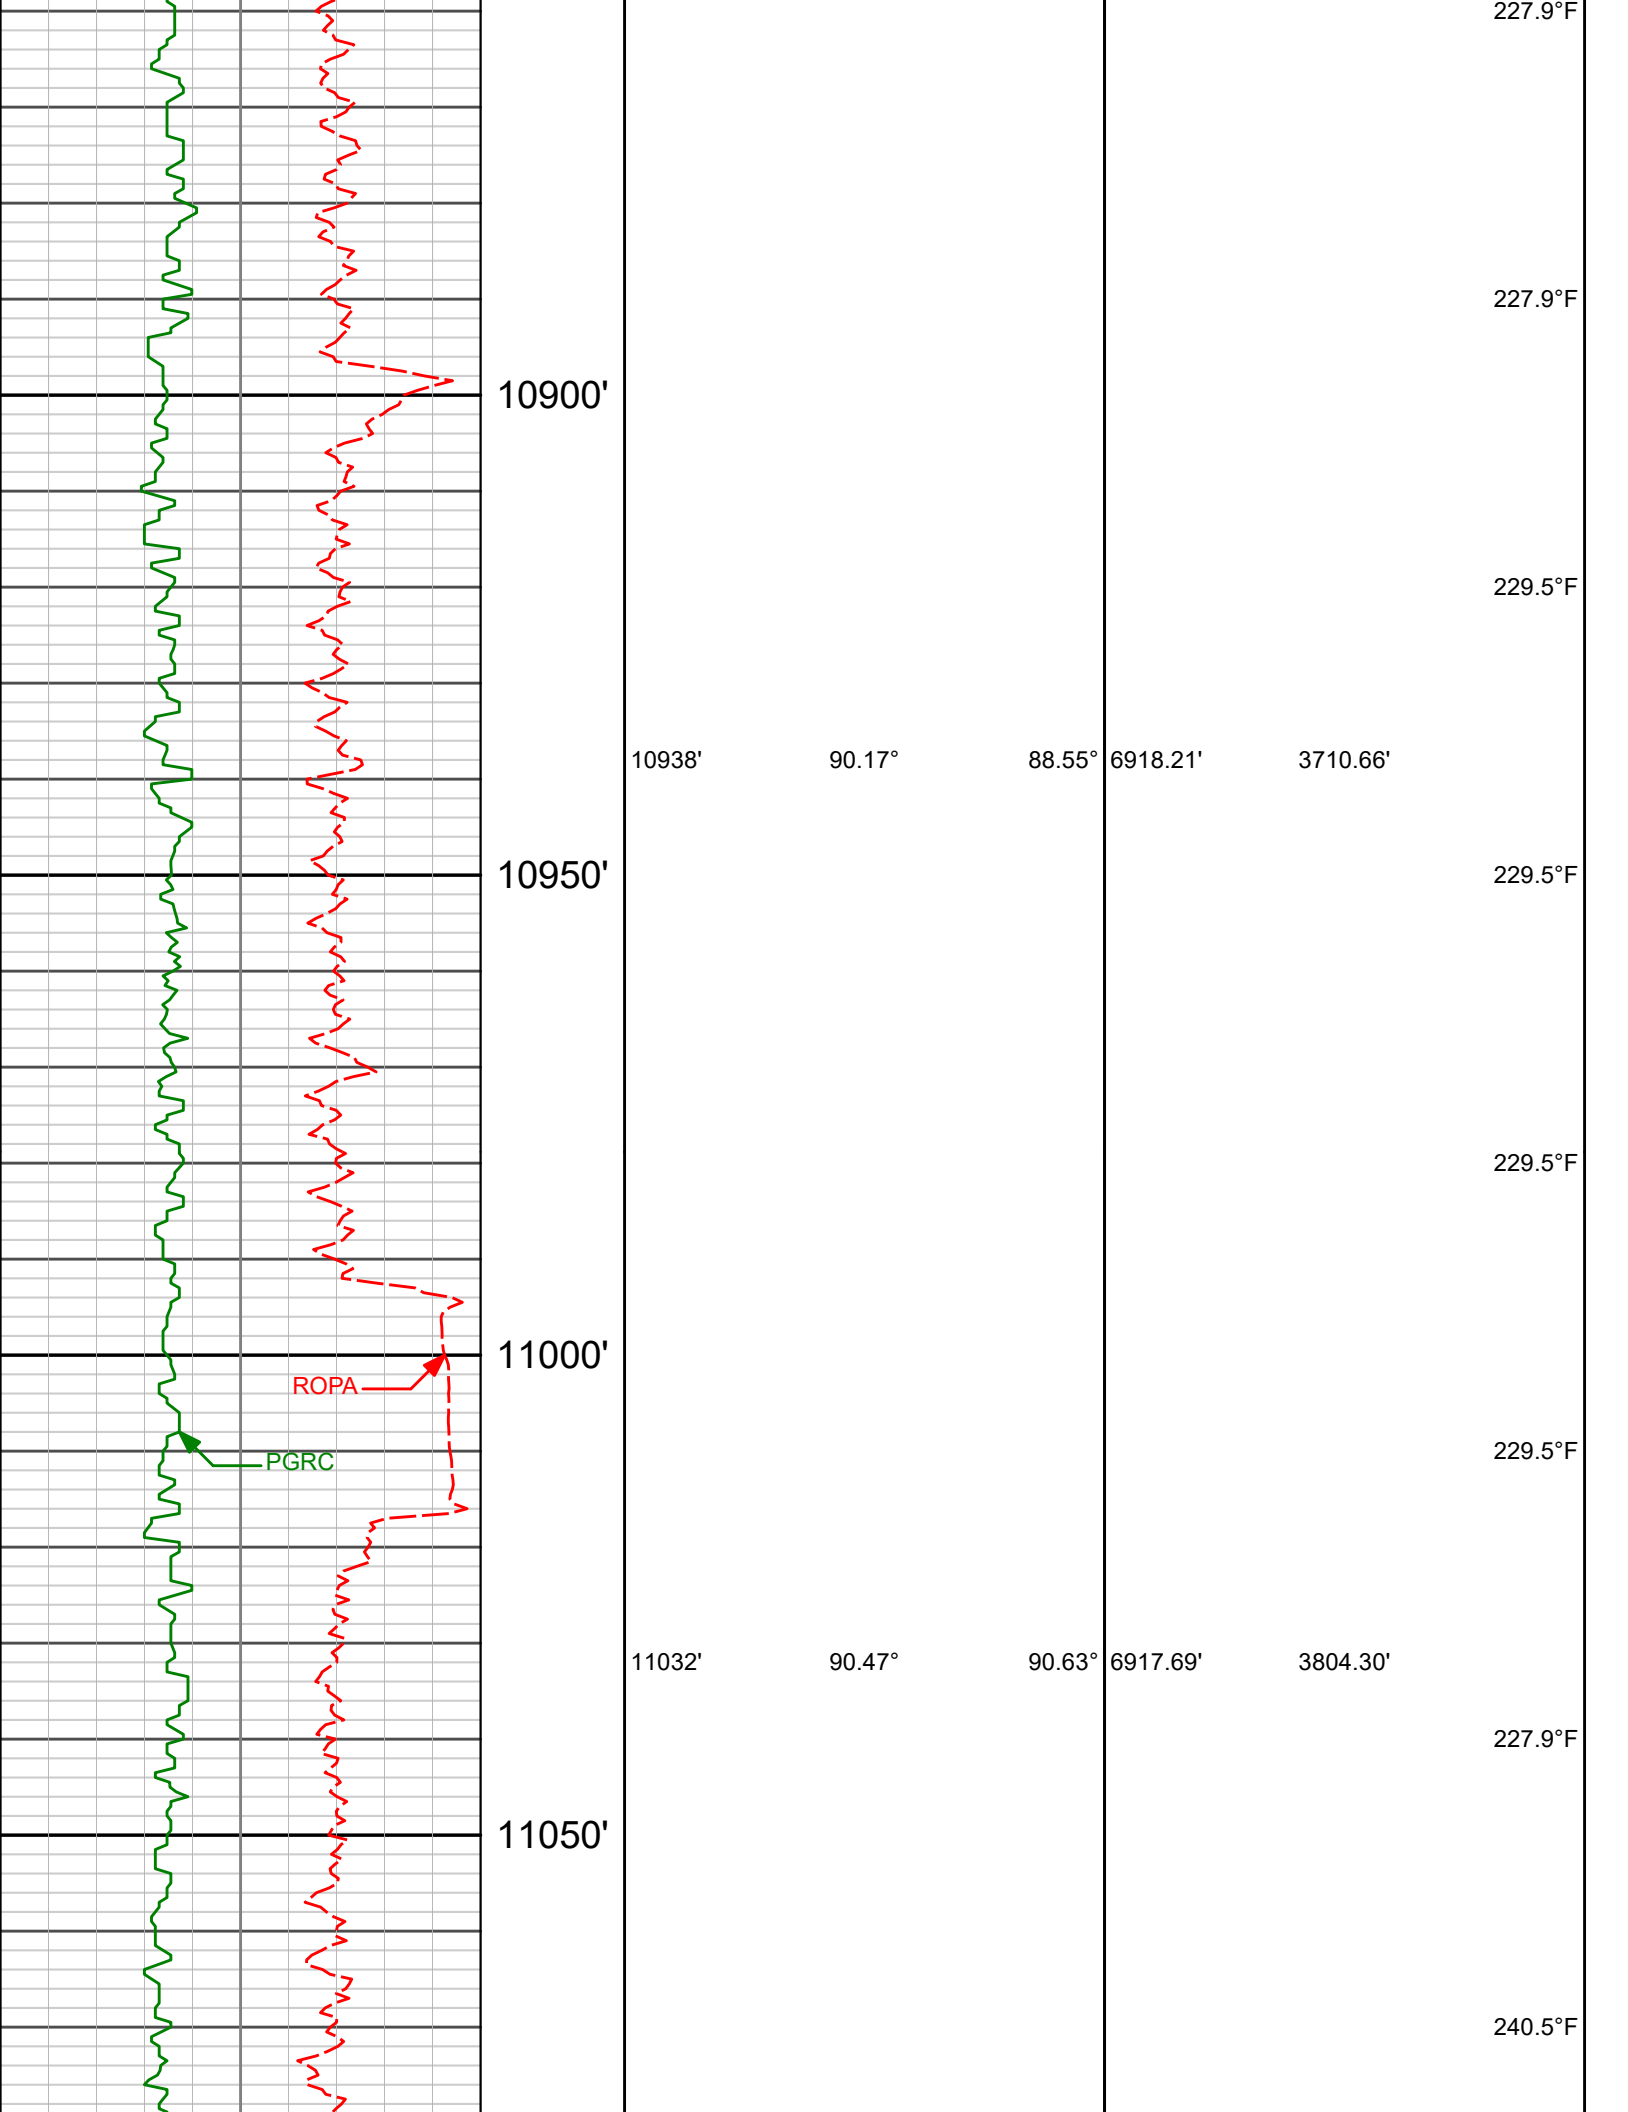 227.9°F
227.9°F
10900'
229.5°F
10938' 90.17° 88.55° 6918.21' 3710.66'
10950' 229.5°F
229.5°F
11000'
ROPA
229.5°F
PGRC
11032' 90.47° 90.63° 6917.69' 3804.30'
227.9°F
11050'
240.5°F